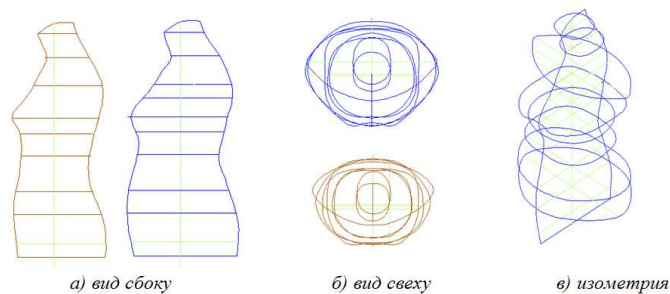 а) вид сбоку
б) вид сверху
в) изометрия